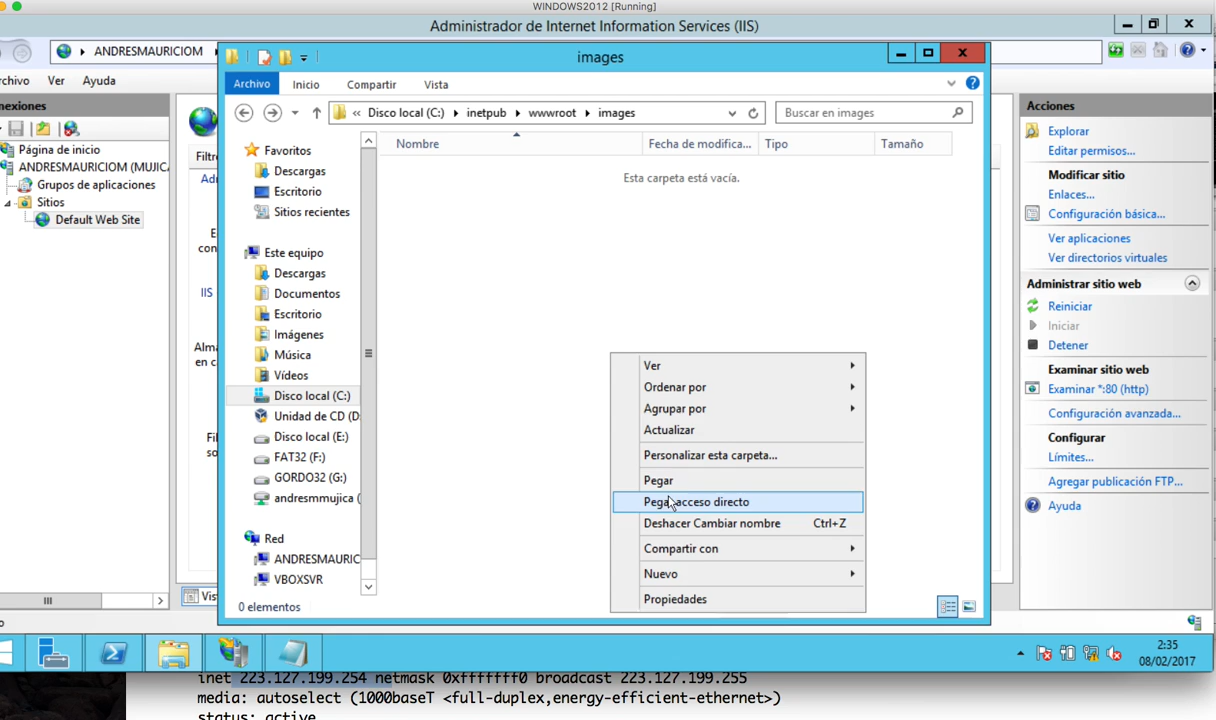 WINDOWS2012 [Running]
Administrador de Internet Information Services (IIS)
ANDRESMAURICIOM
rchivo Ver Ayuda
nexiones
Página de inicio
ANDRESMAURICIOM (MUJICA
Grupos de aplicaciones
Sitios
Default Web Site
Filtro
Ad
E
con
IIS
Alma
en c
Fil
so
Vis
images
Archivo Inicio Compartir Vista
« Disco local (C:) inetpub wwwroot images
Buscar en images
Nombre Fecha de modifica... Tipo Tamaño
Esta carpeta está vacía.
Favoritos
Descargas
Escritorio
Sitios recientes
Este equipo
Descargas
Documentos
Escritorio
Imágenes
Música
Vídeos
Disco local (C:)
Unidad de CD (D:
Disco local (E:)
FAT32 (F:)
GORDO32 (G:)
andresmmujica (
Red
ANDRESMAURIC
VBOXSVR
0 elementos
Ver
Ordenar por
Agrupar por
Actualizar
Personalizar esta carpeta...
Pegar
Pegar acceso directo
Deshacer Cambiar nombre Ctrl+Z
Compartir con
Nuevo
Propiedades
Acciones
Explorar
Editar permisos...
Modificar sitio
Enlaces...
Configuración básica...
Ver aplicaciones
Ver directorios virtuales
Administrar sitio web
Reiniciar
Iniciar
Detener
Examinar sitio web
Examinar *:80 (http)
Configuración avanzada...
Configurar
Límites...
Agregar publicación FTP...
Ayuda
2:35
08/02/2017
inet 223.127.199.254 netmask 0xfffffff0 broadcast 223.127.199.255
media: autoselect (1000baseT <full-duplex,energy-efficient-ethernet>)
status: active